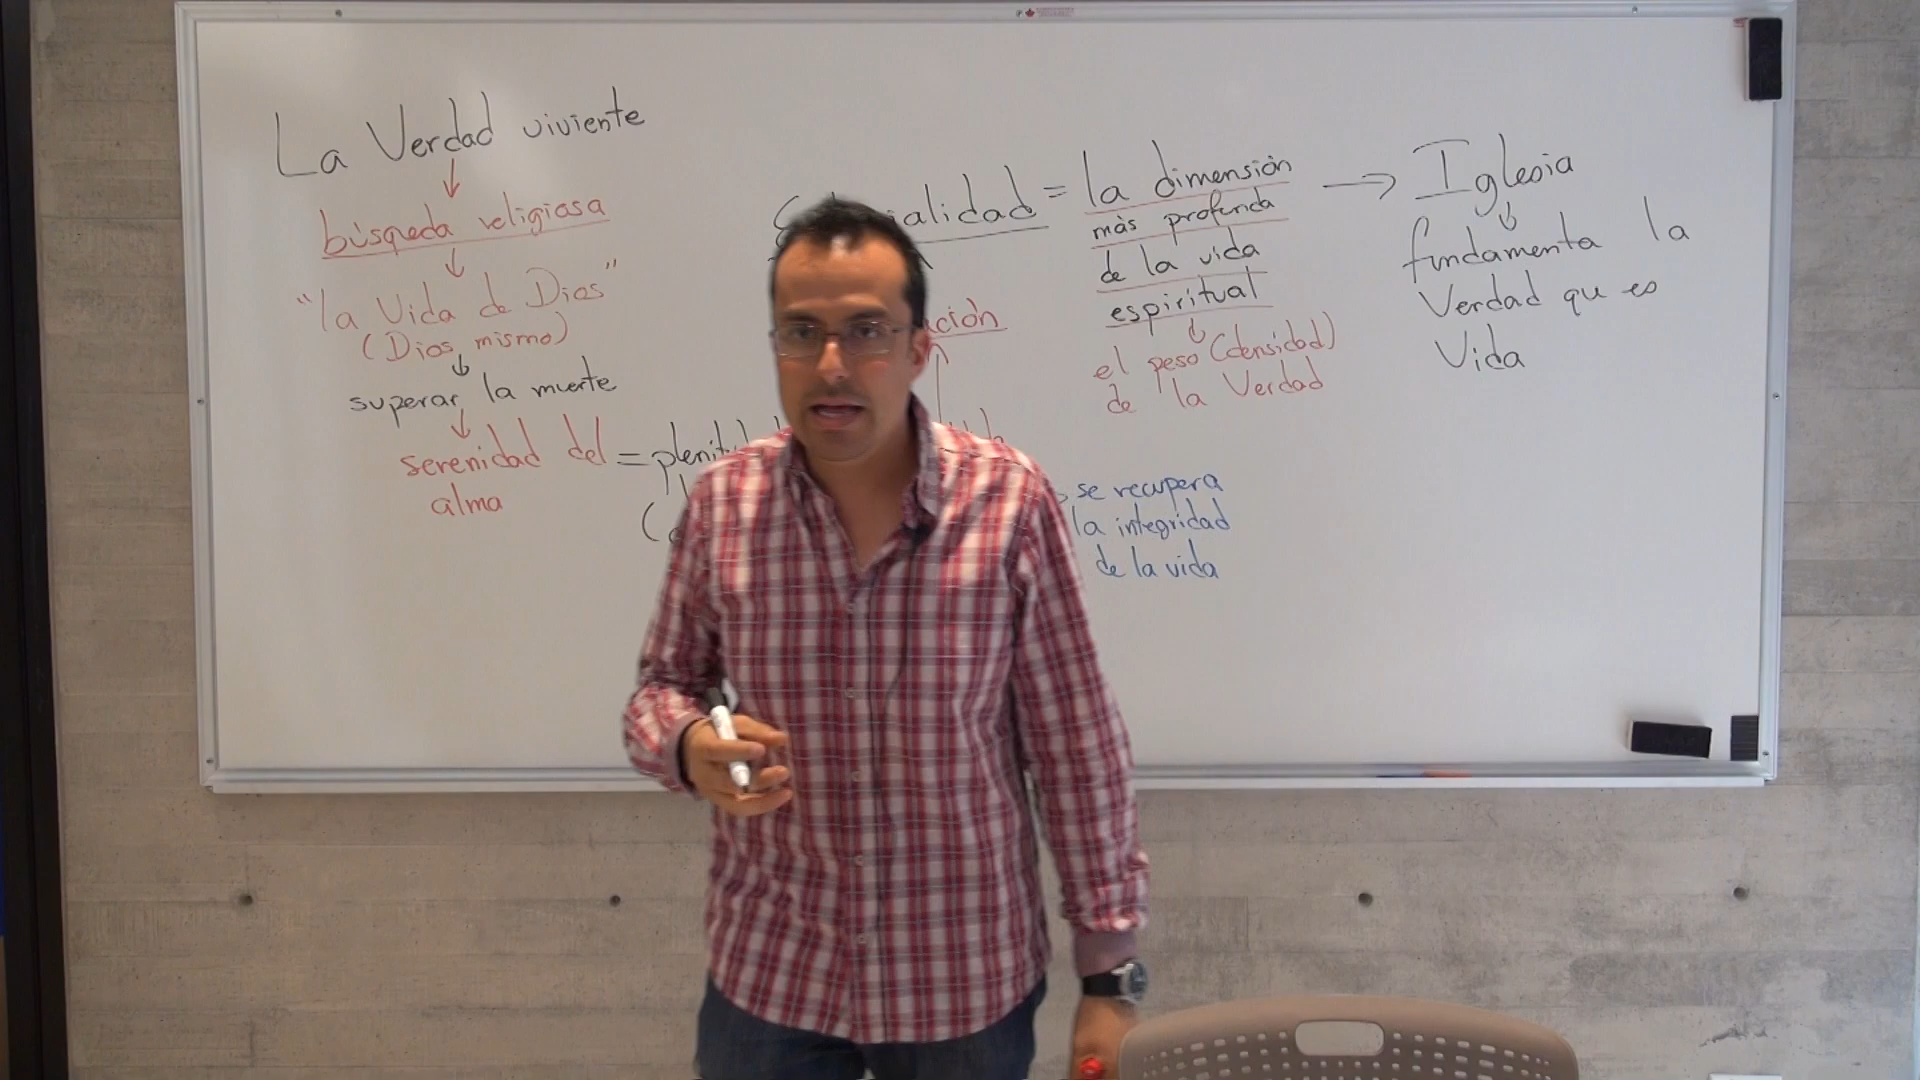 La Verdad viviente
búsqueda religiosa
"la Vida de Dios"
(Dios mismo)
superar la muerte
serenidad del =
alma
= la dimensión
más profunda
de la vida
espiritual
el peso (densidad)
de la Verdad
se recupera
la integridad
de la vida
Iglesia
fundamenta la
Verdad que es
Vida